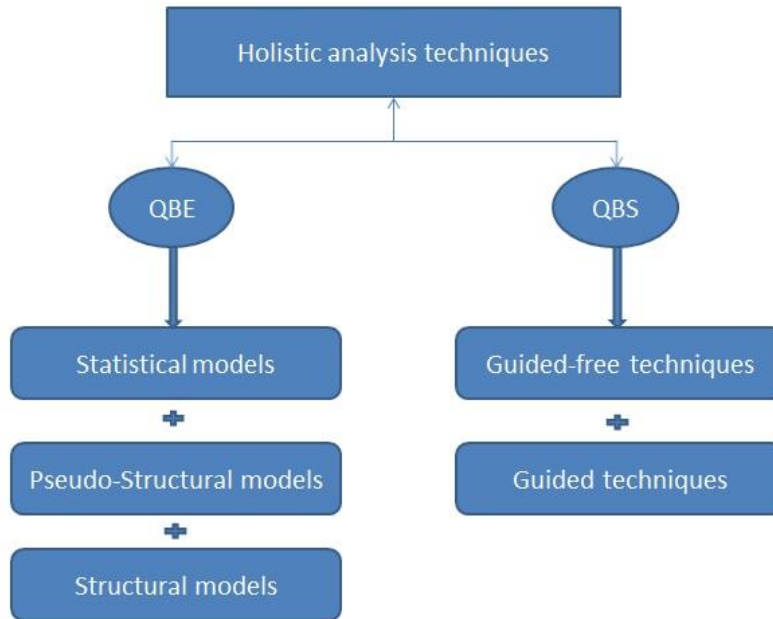 Holistic analysis techniques
QBE
QBS
Statistical models
Guided-free techniques
Pseudo-Structural models
Guided techniques
Structural models